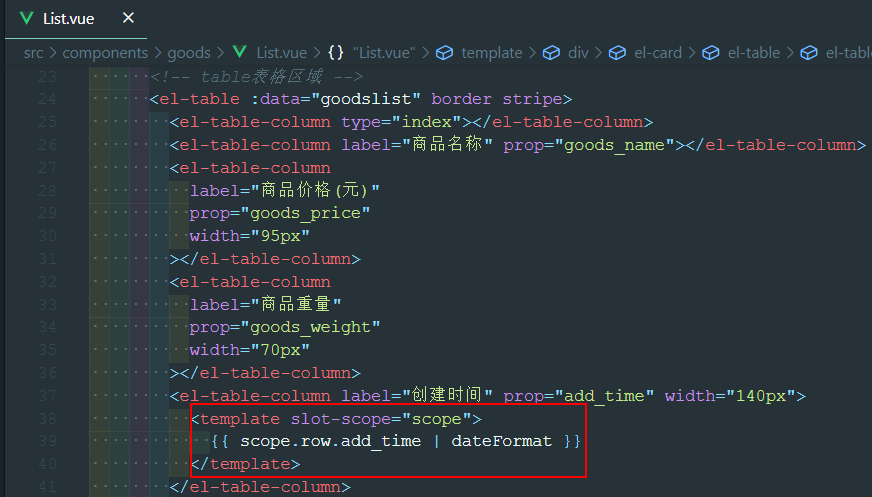 List.vue ×
src > components > goods > List.vue > {} "List.vue" > template > div > el-card > el-table > el-tabl
23 <!-- table表格区域 -->
24 <el-table :data="goodslist" border stripe>
25 <el-table-column type="index"></el-table-column>
26 <el-table-column label="商品名称" prop="goods_name"></el-table-column>
27 <el-table-column
28 label="商品价格(元)"
29 prop="goods_price"
30 width="95px"
31 ></el-table-column>
32 <el-table-column
33 label="商品重量"
34 prop="goods_weight"
35 width="70px"
36 ></el-table-column>
37 <el-table-column label="创建时间" prop="add_time" width="140px">
38 <template slot-scope="scope">
39 {{ scope.row.add_time | dateFormat }}
40 </template>
41 </el-table-column>